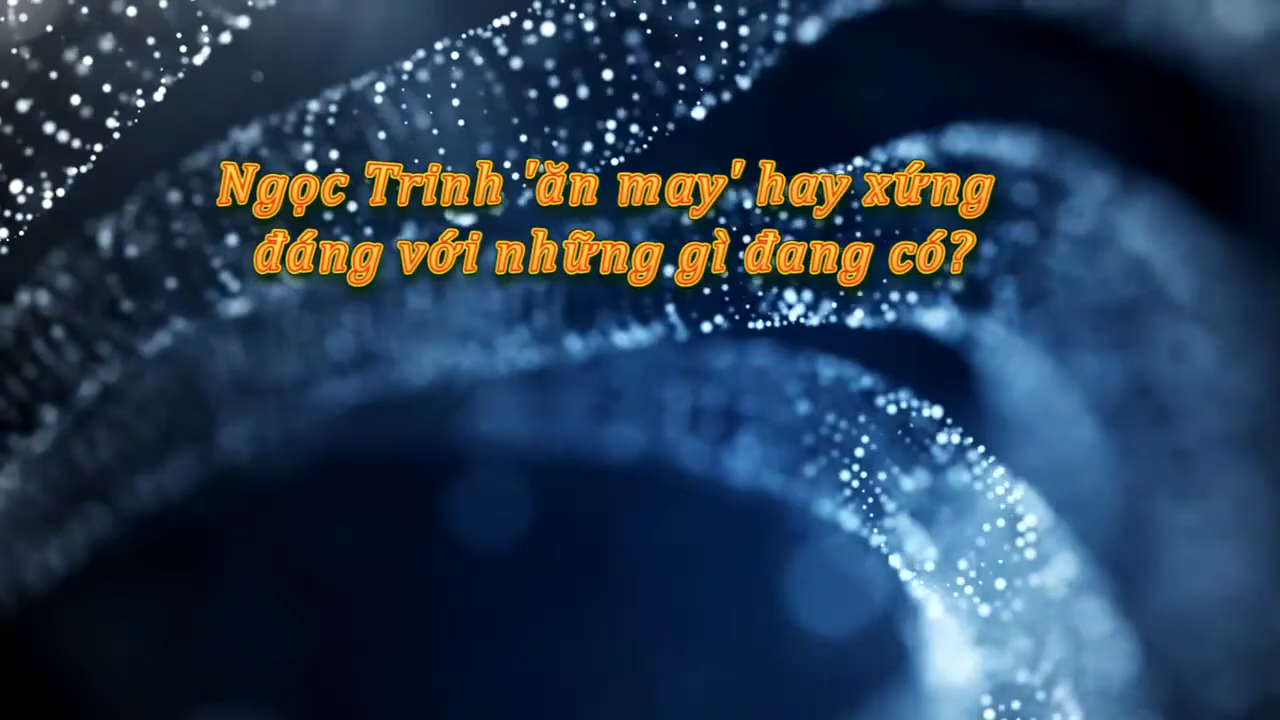 Ngọc Trinh 'ăn may' hay xứng
đáng với những gì đang có?